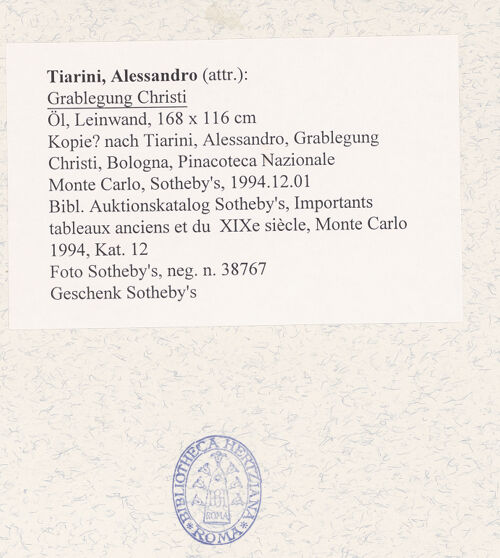 Tiarini, Alessandro (attr.):
Grablegung Christi
Öl, Leinwand, 168 x 116 cm
Kopie? nach Tiarini, Alessandro, Grablegung
Christi, Bologna, Pinacoteca Nazionale
Monte Carlo, Sotheby's, 1994.12.01
Bibl. Auktionskatalog Sotheby's, Importants
tableaux anciens et du XIXe siècle, Monte Carlo
1994, Kat. 12
Foto Sotheby's, neg. n. 38767
Geschenk Sotheby's
BIBLIOTHECA HERTZIANA
ROMA
ROMA